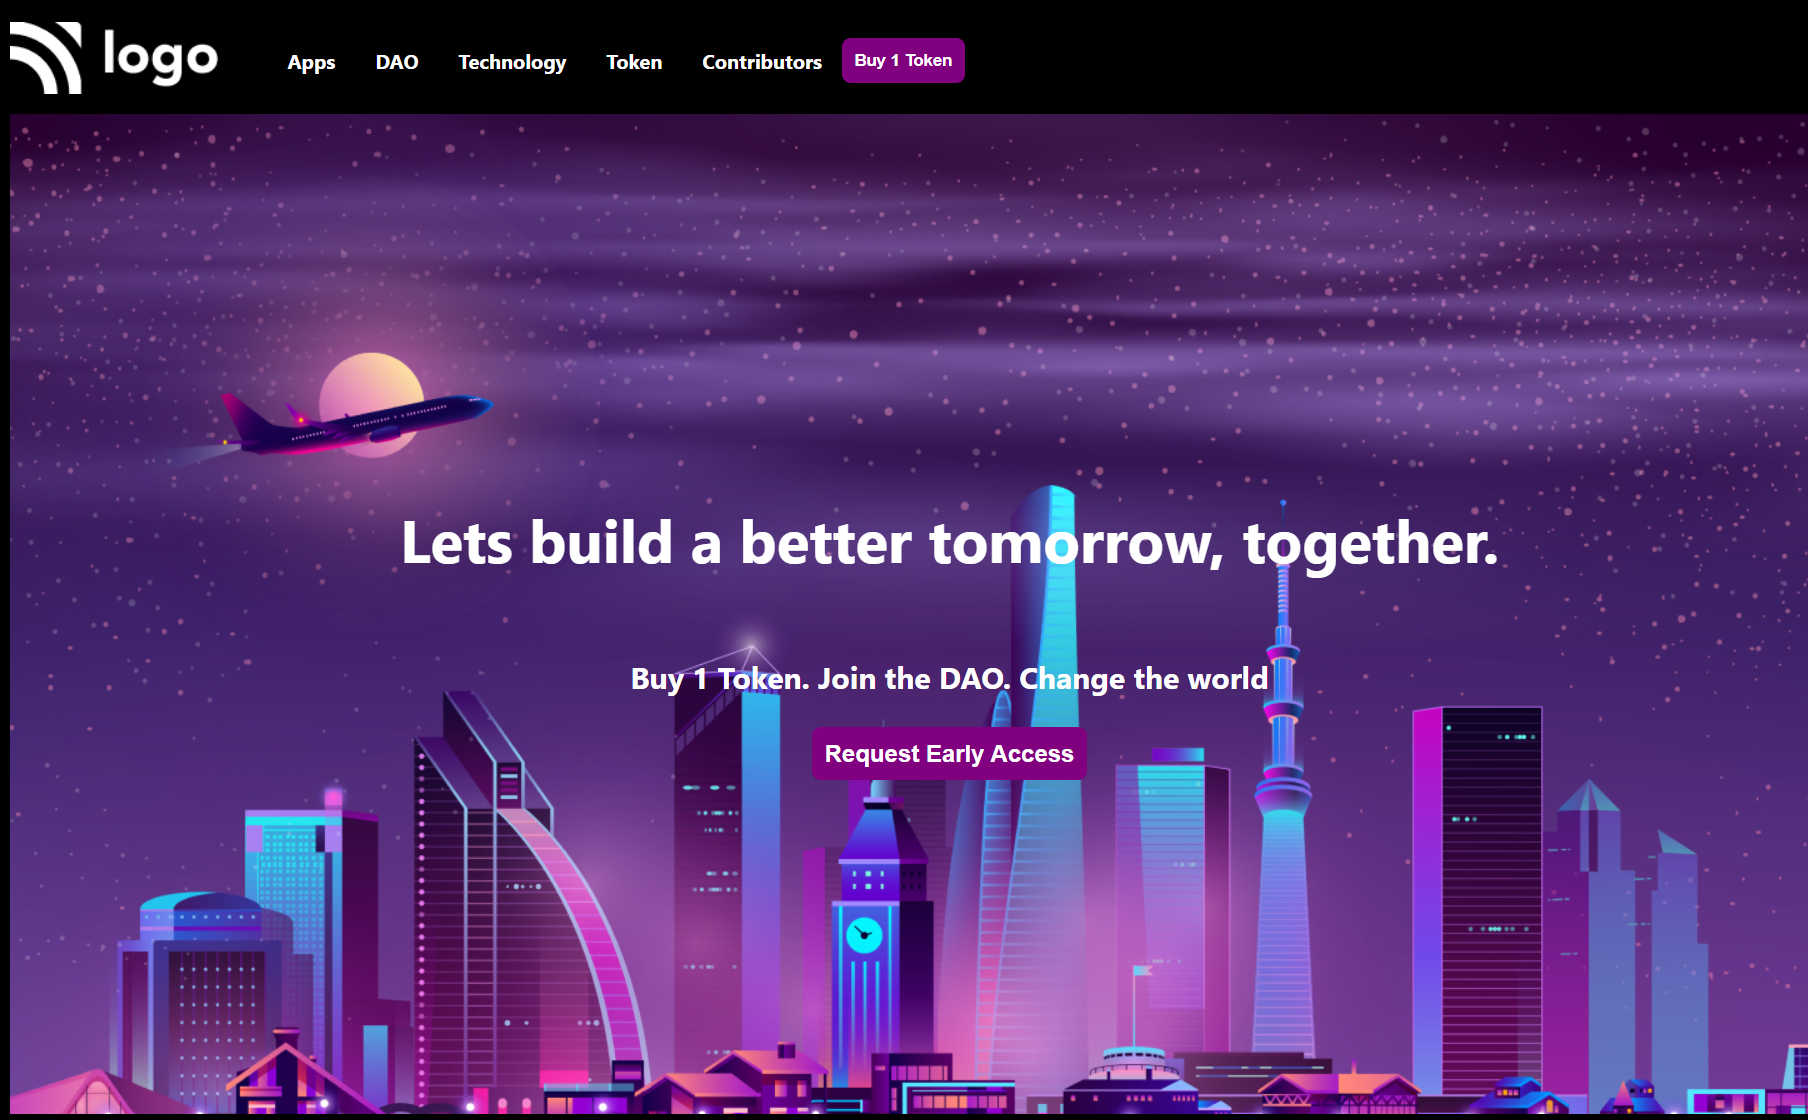 logo
Apps
DAO
Technology
Token
Contributors
Buy 1 Token
Lets build a better tomorrow, together.
Buy 1 Token. Join the DAO. Change the world
Request Early Access